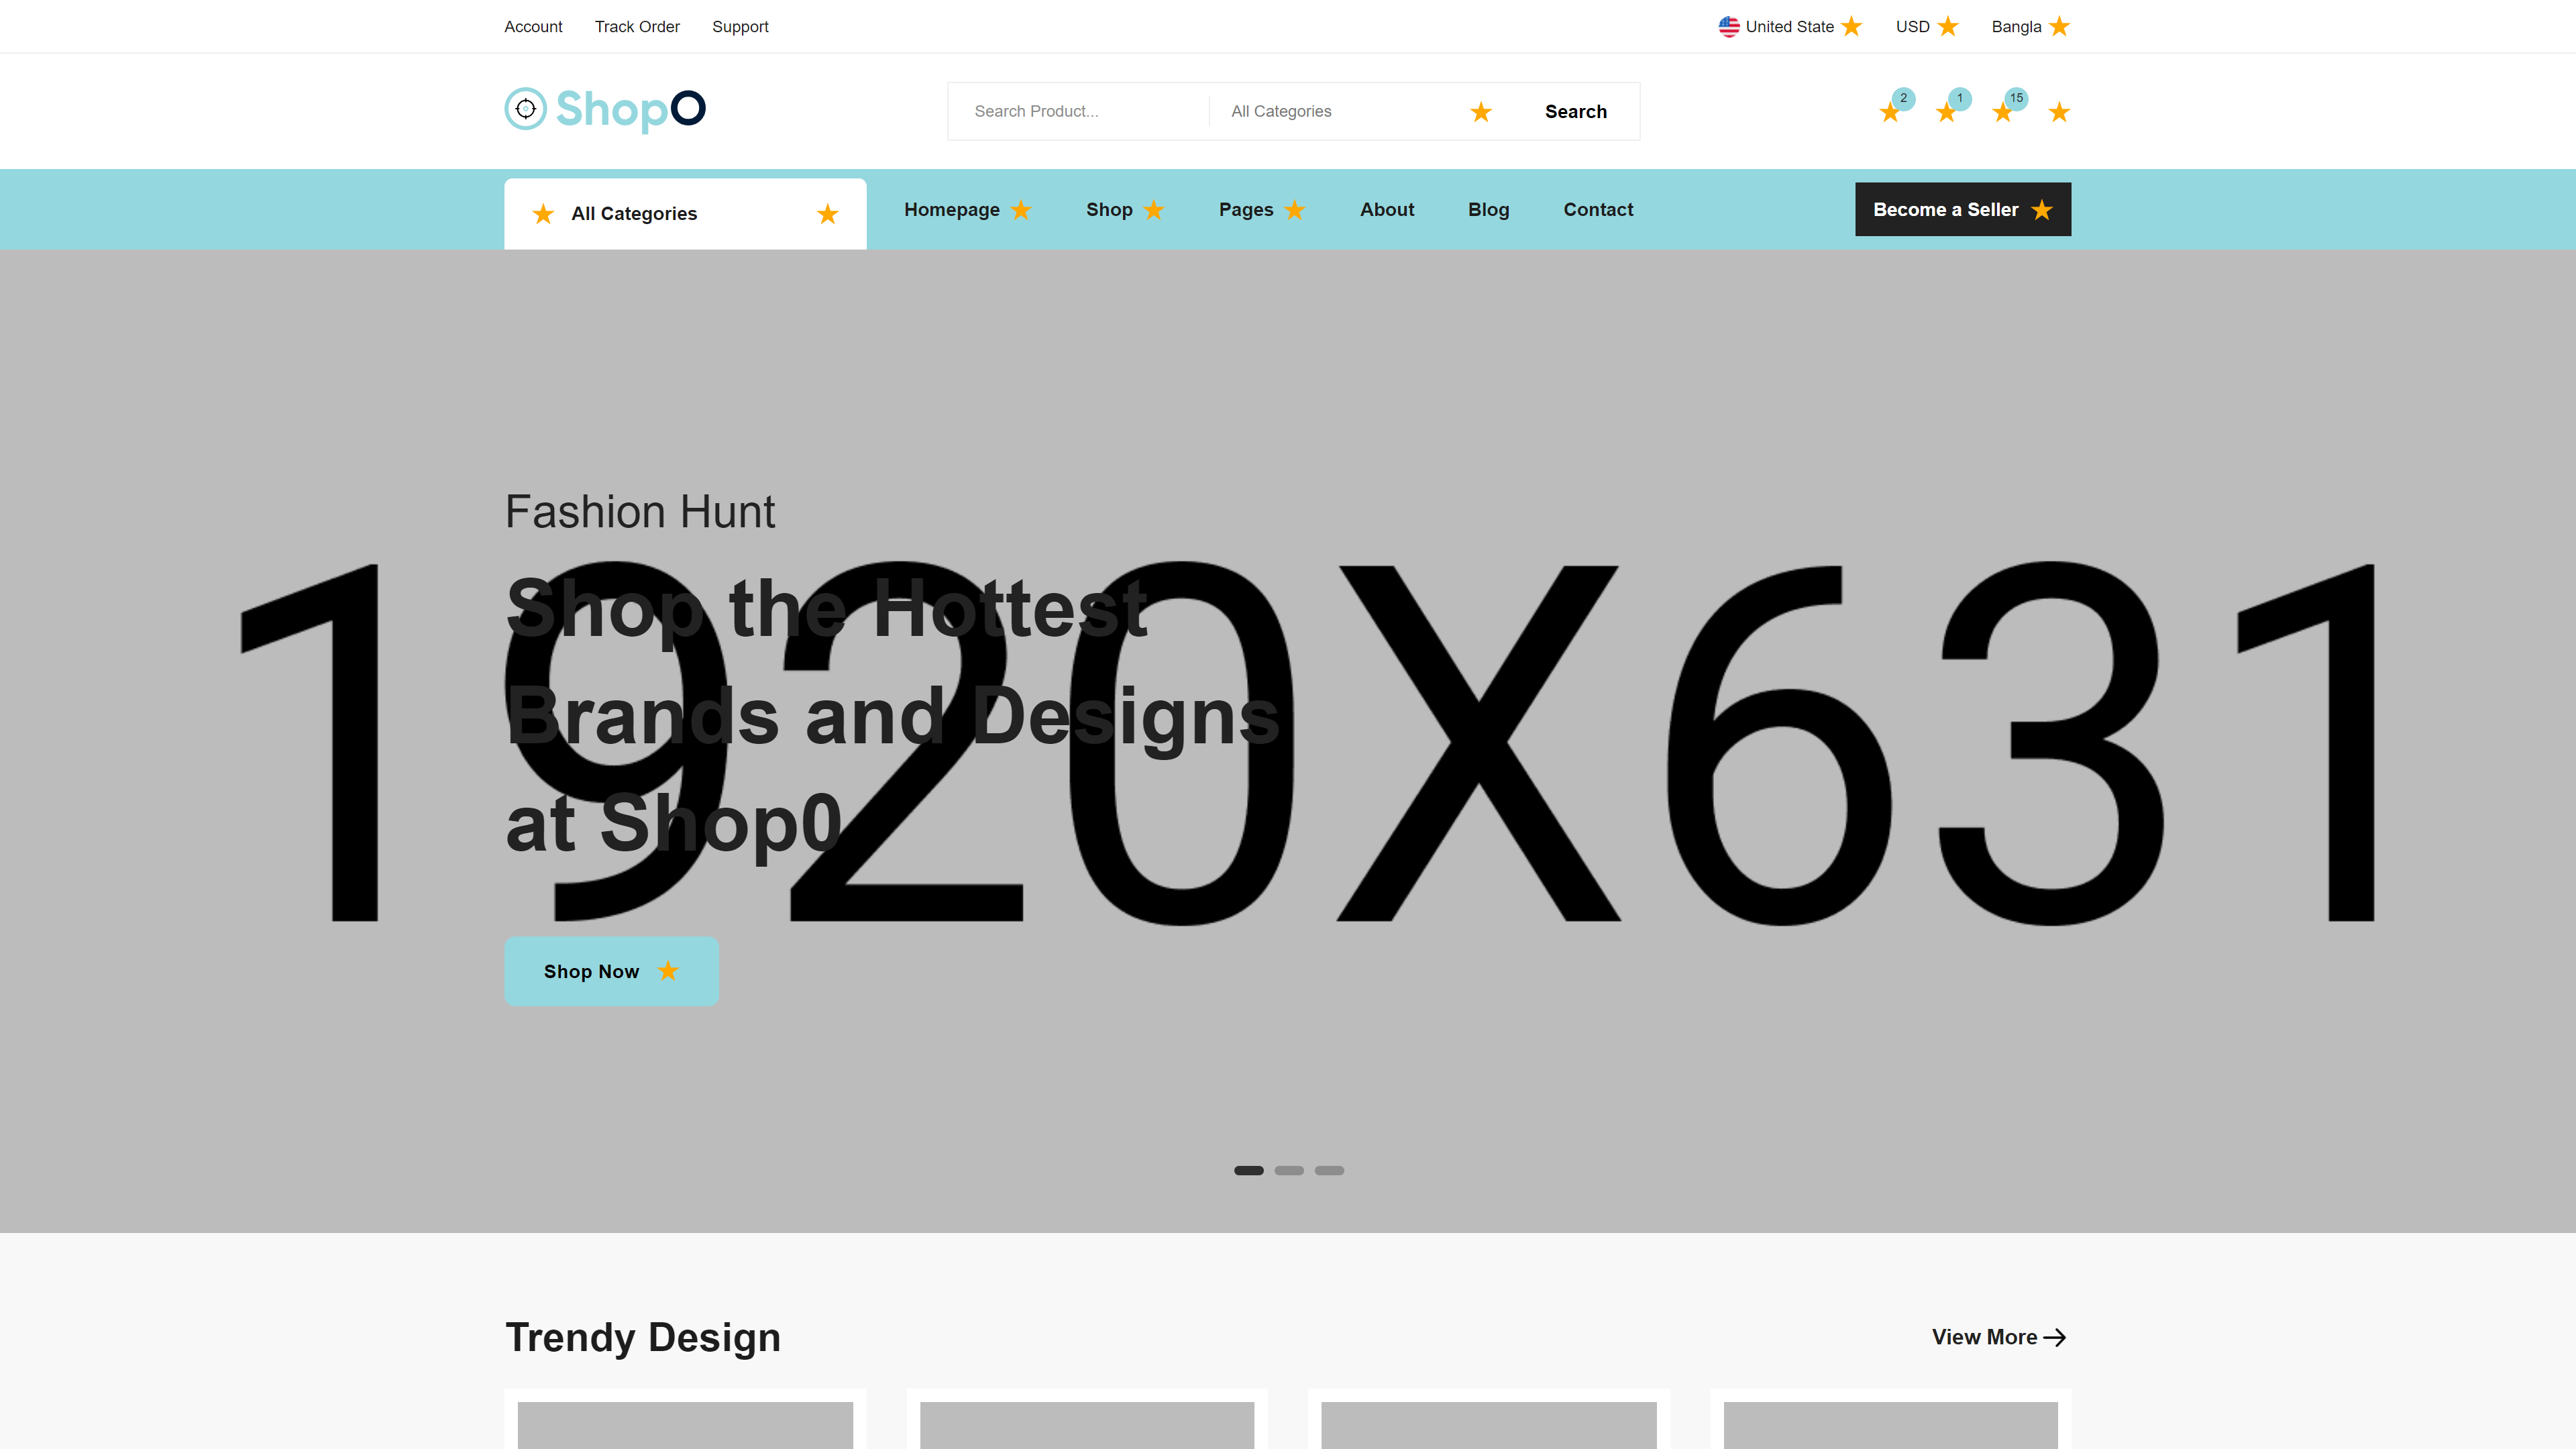 Account Track Order Support United State USD Bangla
ShopO Search Product... All Categories Search 2 1 15
All Categories Homepage Shop Pages About Blog Contact Become a Seller
1920X631
Fashion Hunt
Shop the Hottest
Brands and Designs
at Shop0
Shop Now
Trendy Design View More